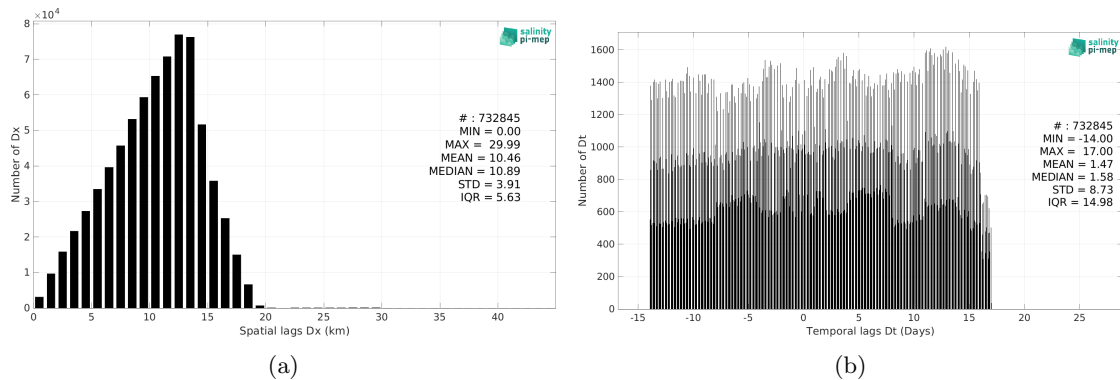 ×10⁴
8
7
6
5
4
3
2
1
0
0 5 10 15 20 25 30 35 40
Number of Dx
Spatial lags Dx (km)
salinity
pi-mep
# : 732845
MIN = 0.00
MAX = 29.99
MEAN = 10.46
MEDIAN = 10.89
STD = 3.91
IQR = 5.63
(a)
1600
1400
1200
1000
800
600
400
200
0
-15 -10 -5 0 5 10 15 20 25
Number of Dt
Temporal lags Dt (Days)
salinity
pi-mep
# : 732845
MIN = -14.00
MAX = 17.00
MEAN = 1.47
MEDIAN = 1.58
STD = 8.73
IQR = 14.98
(b)